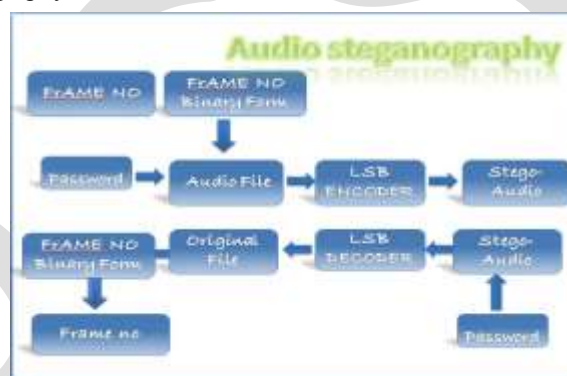 Audio steganography
FrAME NO
FrAME NO
Binary Form
Password
Audio File
LSB
ENCODER
Stego-
Audio
FrAME NO
Binary Form
Original
File
LSB
DECODER
Stego-
Audio
Frame no
Password